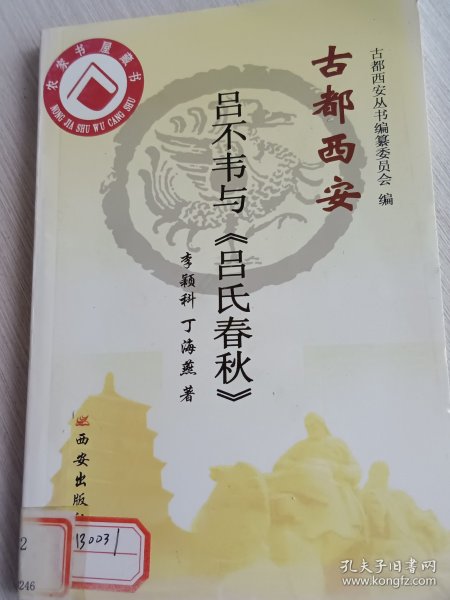 农家书屋藏书
NONG JIA SHU WU CANG SHU
古都西安丛书编纂委员会 编
古都西安
吕不韦与《吕氏春秋》
李颖科 丁海燕 著
西安出版
13003
246
孔夫子旧书网
www.kongfz.com